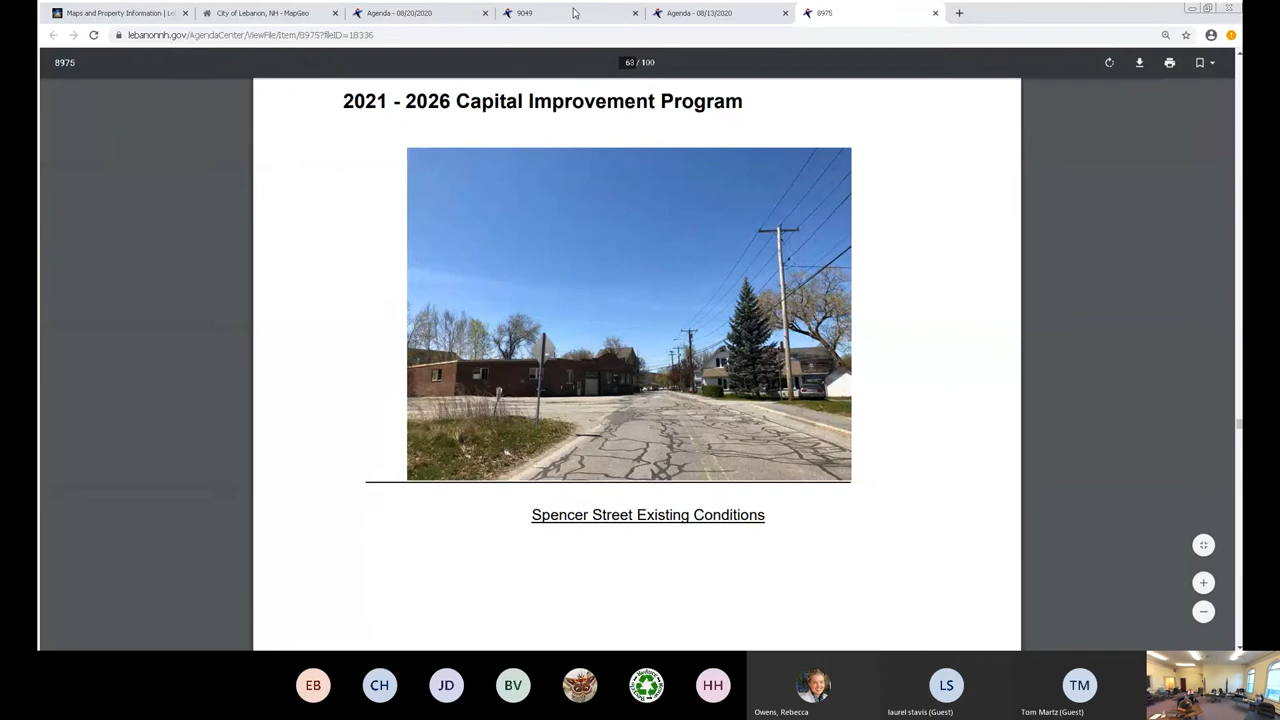 Maps and Property Information | Le
City of Lebanon, NH - MapGeo
Agenda - 08/20/2020
9049
Agenda - 08/13/2020
8975
lebanonnh.gov/AgendaCenter/ViewFile/Item/8975?fileID=18336
8975
63 / 100
2021 - 2026 Capital Improvement Program
Spencer Street Existing Conditions
EB
CH
JD
BV
HH
LS
TM
Owens, Rebecca
laurel stavis (Guest)
Tom Martz (Guest)